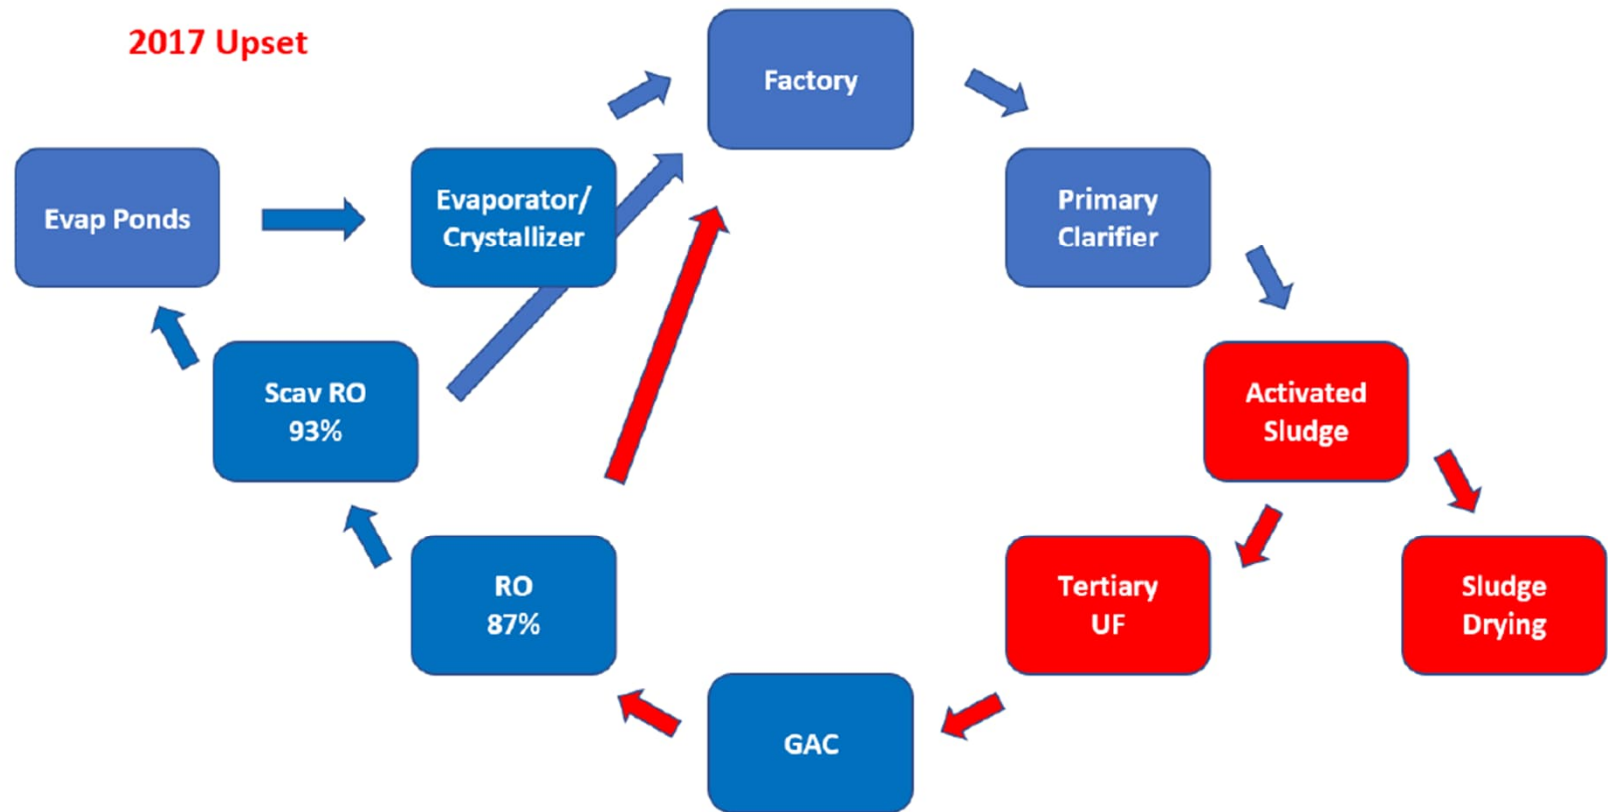 2017 Upset
Factory
Evap Ponds
Evaporator/
Crystallizer
Primary
Clarifier
Scav RO
93%
Activated
Sludge
RO
87%
Tertiary
UF
Sludge
Drying
GAC